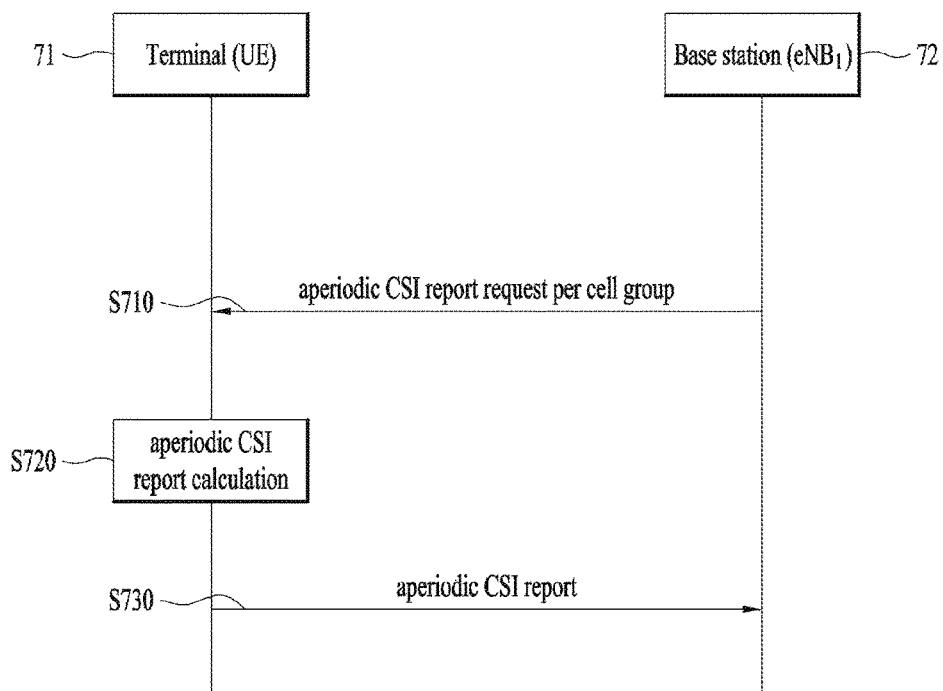 71
Terminal (UE)
Base station (eNB1)
72
aperiodic CSI report request per cell group
S710
aperiodic CSI
report calculation
S720
aperiodic CSI report
S730